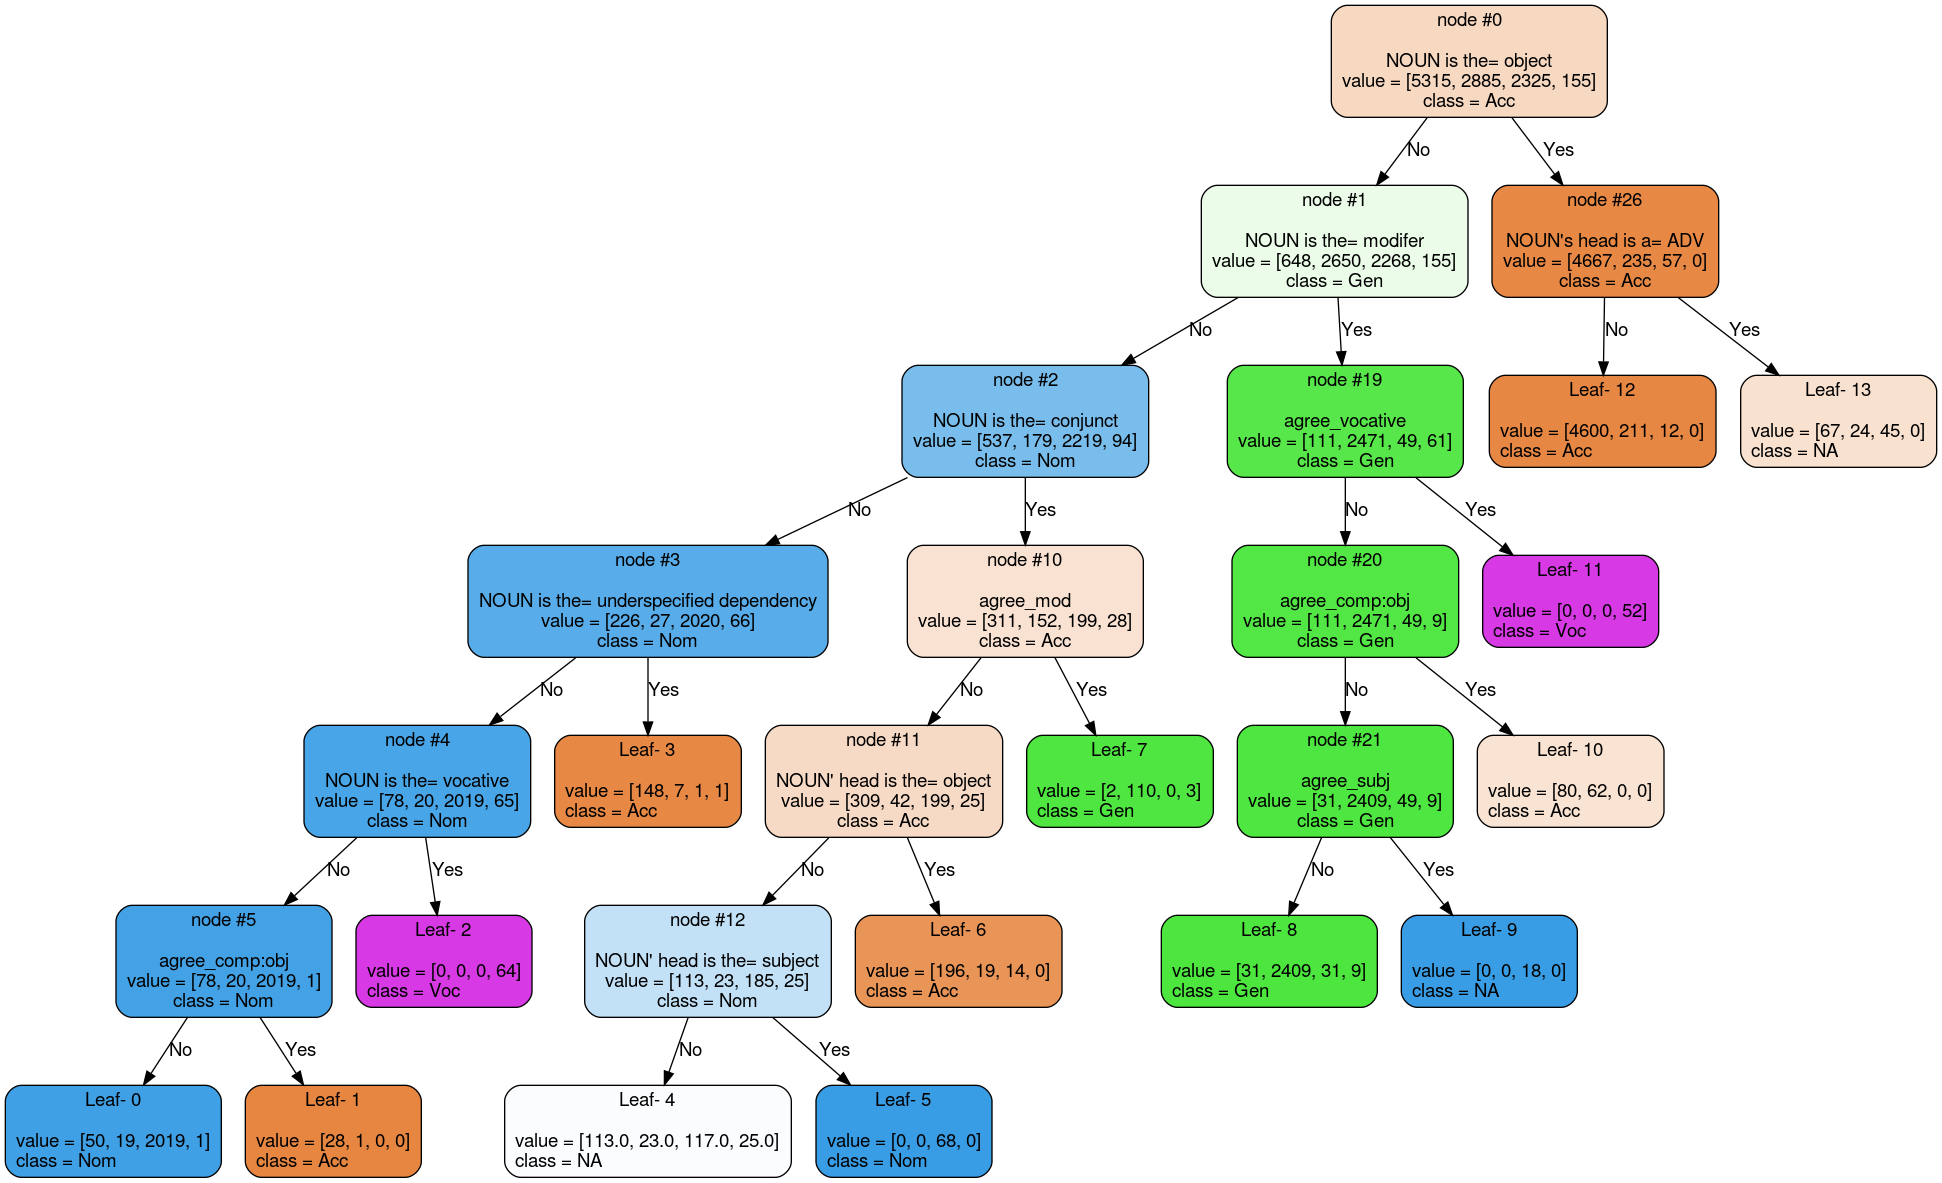 node #0
NOUN is the= object
value = [5315, 2885, 2325, 155]
class = Acc
No
Yes
node #1
NOUN is the= modifer
value = [648, 2650, 2268, 155]
class = Gen
node #26
NOUN's head is a= ADV
value = [4667, 235, 57, 0]
class = Acc
No
Yes
No
Yes
node #2
NOUN is the= conjunct
value = [537, 179, 2219, 94]
class = Nom
node #19
agree_vocative
value = [111, 2471, 49, 61]
class = Gen
Leaf- 12
value = [4600, 211, 12, 0]
class = Acc
Leaf- 13
value = [67, 24, 45, 0]
class = NA
No
Yes
No
Yes
node #3
NOUN is the= underspecified dependency
value = [226, 27, 2020, 66]
class = Nom
node #10
agree_mod
value = [311, 152, 199, 28]
class = Acc
node #20
agree_comp:obj
value = [111, 2471, 49, 9]
class = Gen
Leaf- 11
value = [0, 0, 0, 52]
class = Voc
No
Yes
No
Yes
No
Yes
node #4
NOUN is the= vocative
value = [78, 20, 2019, 65]
class = Nom
Leaf- 3
value = [148, 7, 1, 1]
class = Acc
node #11
NOUN' head is the= object
value = [309, 42, 199, 25]
class = Acc
Leaf- 7
value = [2, 110, 0, 3]
class = Gen
node #21
agree_subj
value = [31, 2409, 49, 9]
class = Gen
Leaf- 10
value = [80, 62, 0, 0]
class = Acc
No
Yes
No
Yes
No
Yes
node #5
agree_comp:obj
value = [78, 20, 2019, 1]
class = Nom
Leaf- 2
value = [0, 0, 0, 64]
class = Voc
node #12
NOUN' head is the= subject
value = [113, 23, 185, 25]
class = Nom
Leaf- 6
value = [196, 19, 14, 0]
class = Acc
Leaf- 8
value = [31, 2409, 31, 9]
class = Gen
Leaf- 9
value = [0, 0, 18, 0]
class = NA
No
Yes
No
Yes
Leaf- 0
value = [50, 19, 2019, 1]
class = Nom
Leaf- 1
value = [28, 1, 0, 0]
class = Acc
Leaf- 4
value = [113.0, 23.0, 117.0, 25.0]
class = NA
Leaf- 5
value = [0, 0, 68, 0]
class = Nom